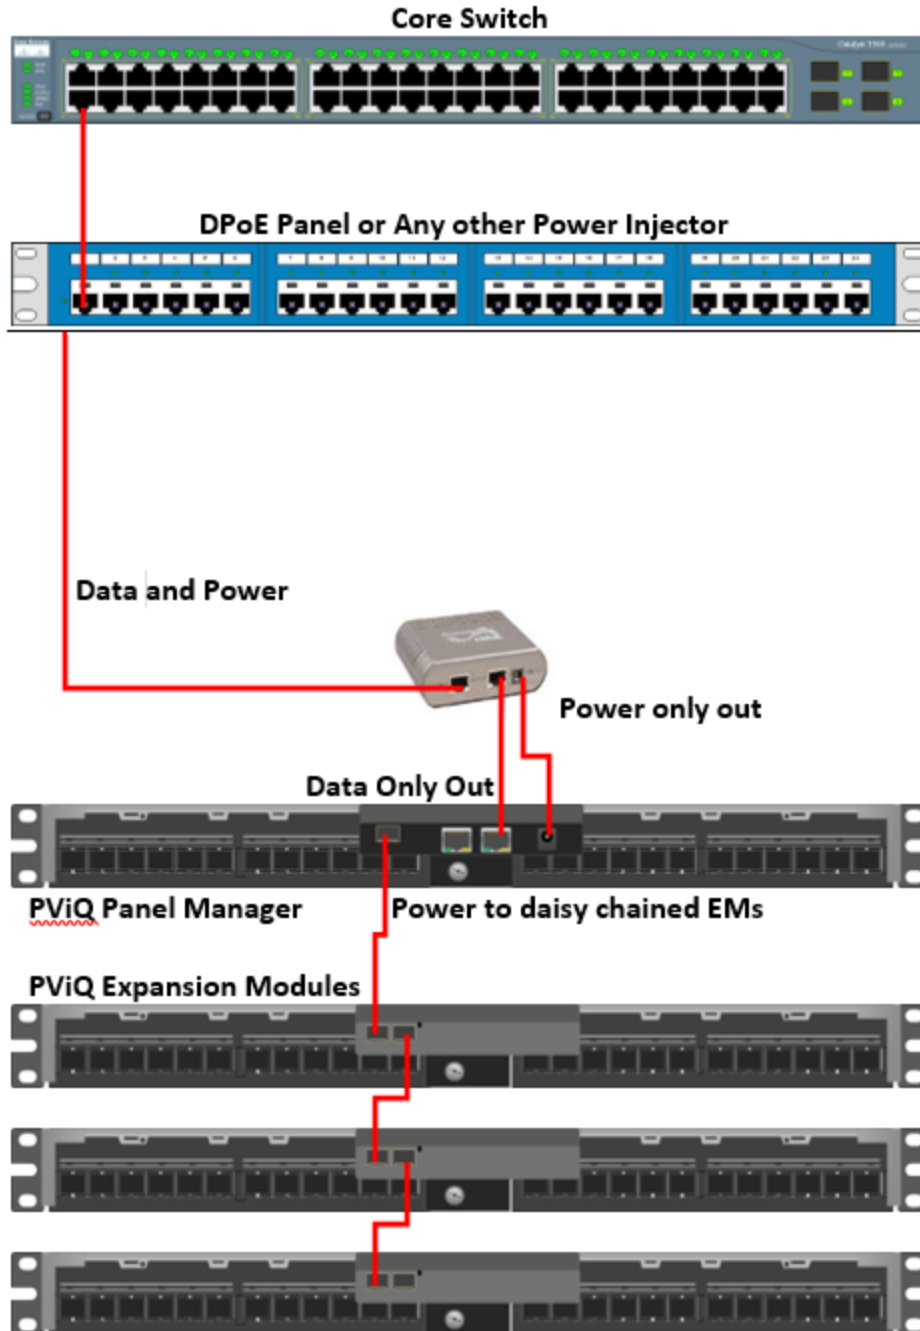 Core Switch
DPoE Panel or Any other Power Injector
Data and Power
Power only out
Data Only Out
PViQ Panel Manager
Power to daisy chained EMs
PViQ Expansion Modules